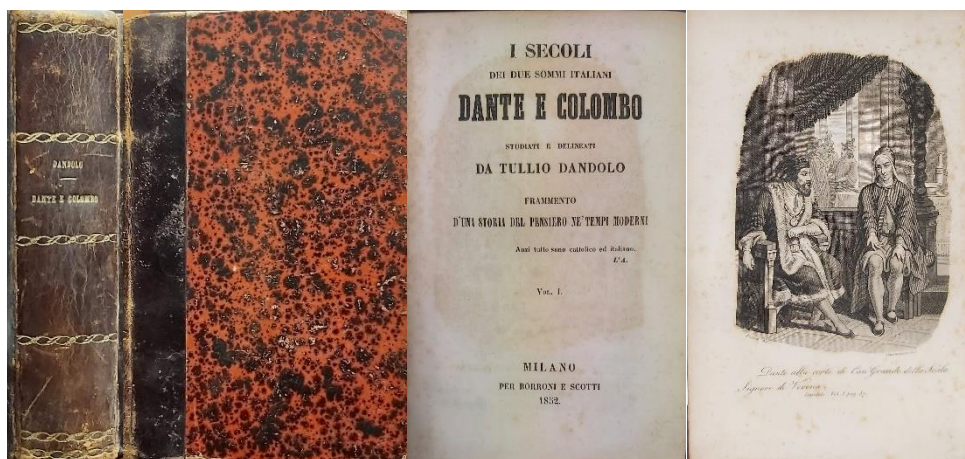 DANDOLO
DANTE E COLOMBO
I SECOLI
DEI DUE SOMMI ITALIANI
DANTE E COLOMBO
STUDIATI E DELINEATI
DA TULLIO DANDOLO
FRAMMENTO
D'UNA STORIA DEL PENSIERO NE' TEMPI MODERNI
Anzi tutto sono cattolico ed italiano.
L'A.
VOL. I.
MILANO
PER BORRONI E SCOTTI
1852.
Dante alla corte di Can Grande della Scala
Signore di Verona